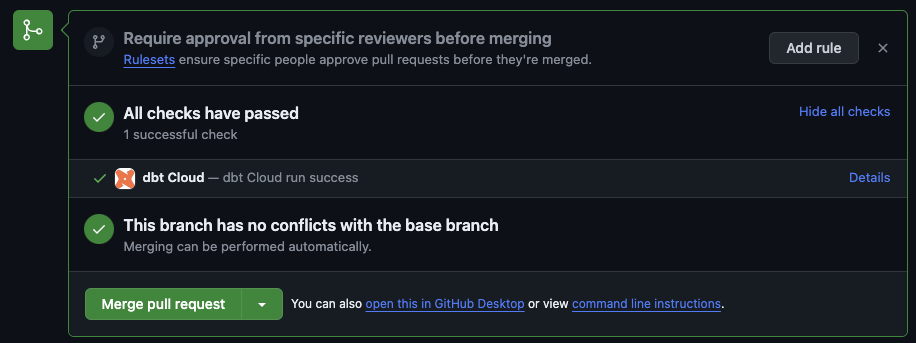 Require approval from specific reviewers before merging
Rulesets ensure specific people approve pull requests before they're merged.
Add rule
All checks have passed
1 successful check
Hide all checks
dbt Cloud — dbt Cloud run success
Details
This branch has no conflicts with the base branch
Merging can be performed automatically.
Merge pull request
You can also open this in GitHub Desktop or view command line instructions.